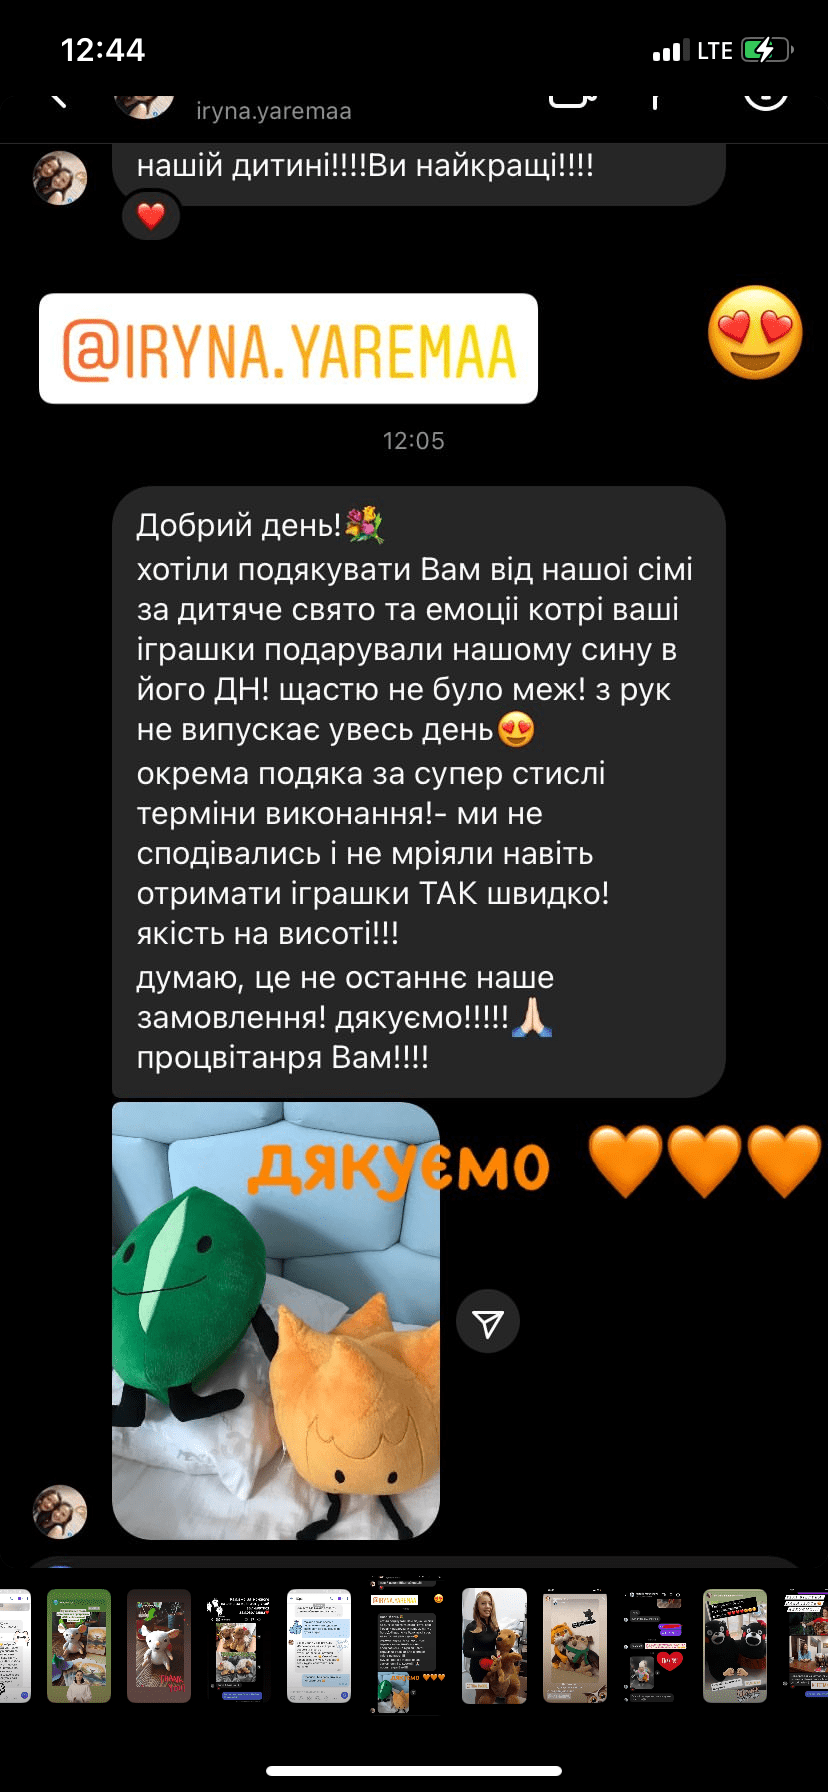 12:44
LTE
iryna.yaremaa
нашій дитині!!!!Ви найкращі!!!!
@IRYNA.YAREMAA
12:05
Добрий день!💐
хотіли подякувати Вам від нашоі сімі
за дитяче свято та емоціі котрі ваші
іграшки подарували нашому сину в
його ДН! щастю не було меж! з рук
не випускає увесь день😍
окрема подяка за супер стислі
терміни виконання!- ми не
сподівались і не мріяли навіть
отримати іграшки ТАК швидко!
якість на висоті!!!
думаю, це не останнє наше
замовлення! дякуємо!!!!!🙏🏻
процвітанря Вам!!!!
дякуємо 🧡🧡🧡